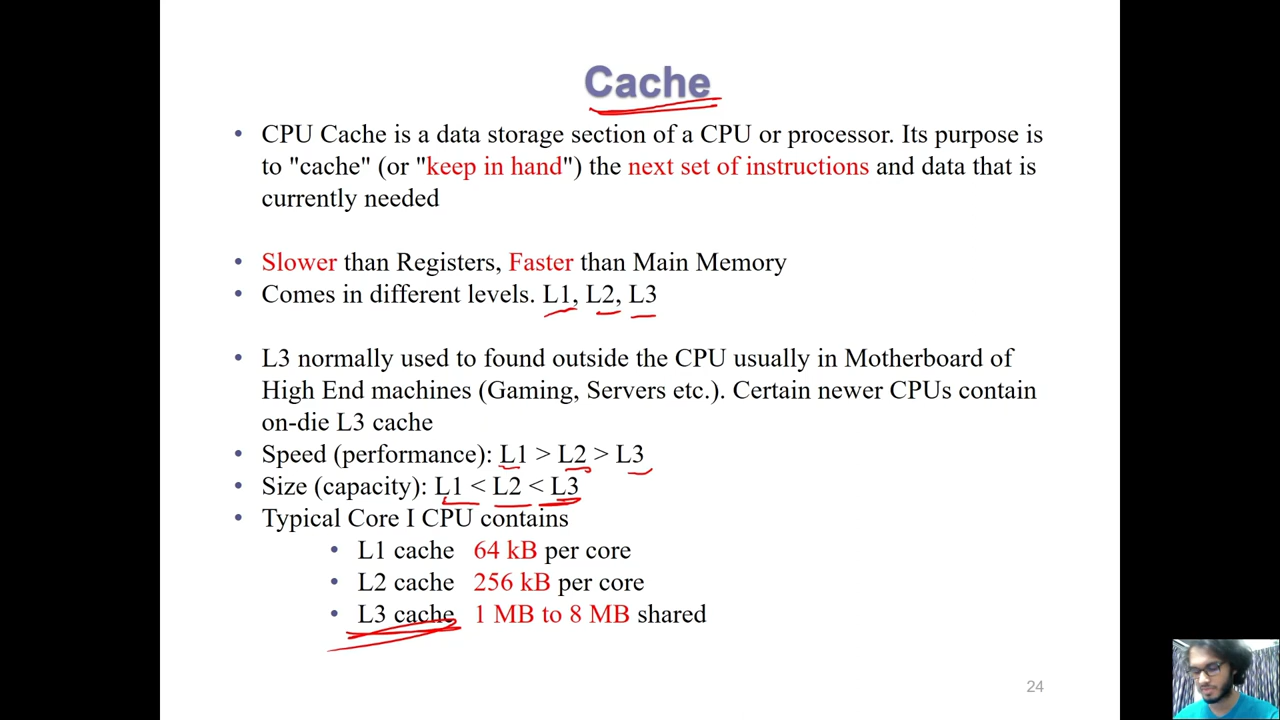 Cache
• CPU Cache is a data storage section of a CPU or processor. Its purpose is
to "cache" (or "keep in hand") the next set of instructions and data that is
currently needed
• Slower than Registers, Faster than Main Memory
• Comes in different levels. L1, L2, L3
• L3 normally used to found outside the CPU usually in Motherboard of
High End machines (Gaming, Servers etc.). Certain newer CPUs contain
on-die L3 cache
• Speed (performance): L1 > L2 > L3
• Size (capacity): L1 < L2 < L3
• Typical Core I CPU contains
• L1 cache 64 kB per core
• L2 cache 256 kB per core
• L3 cache 1 MB to 8 MB shared
24